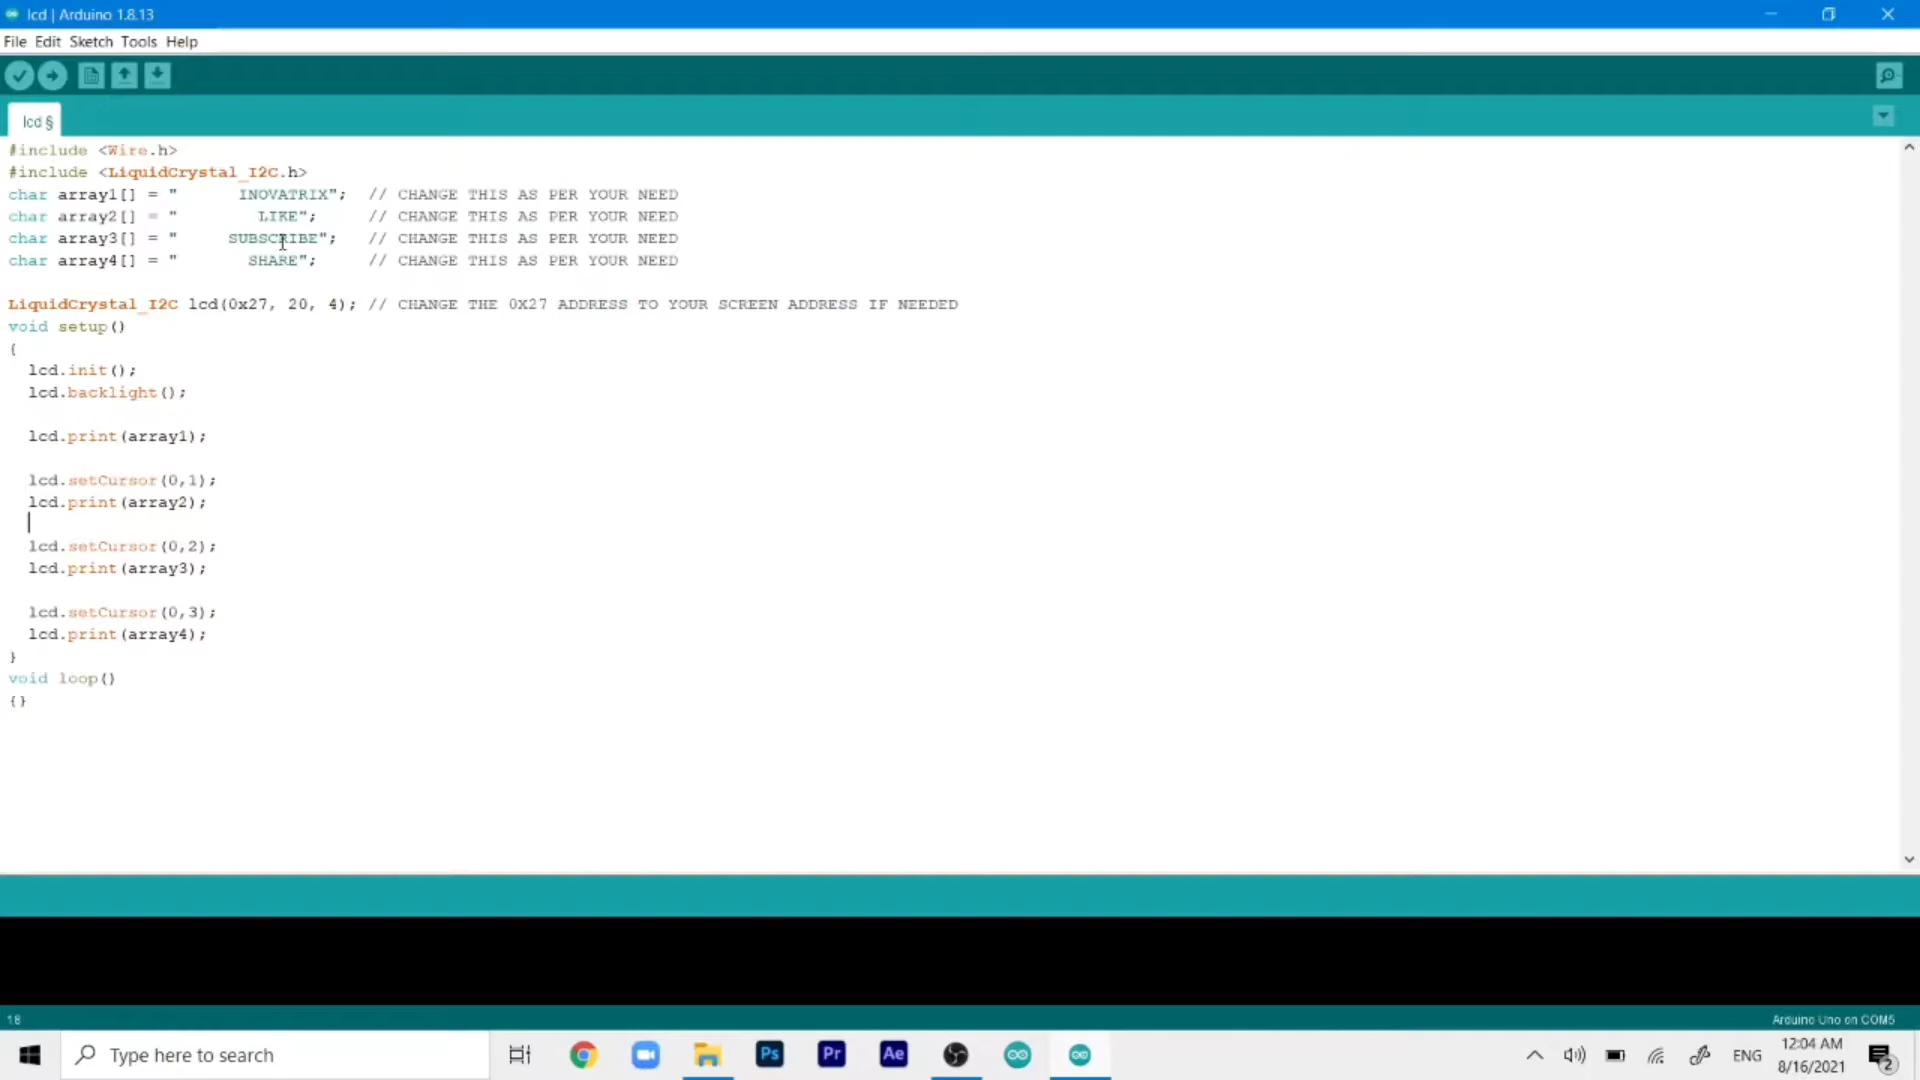 lcd | Arduino 1.8.13
File Edit Sketch Tools Help
lcd §
#include <Wire.h>
#include <LiquidCrystal_I2C.h>
char array1[] = "      INOVATRIX";  // CHANGE THIS AS PER YOUR NEED
char array2[] = "        LIKE";     // CHANGE THIS AS PER YOUR NEED
char array3[] = "     SUBSCRIBE";   // CHANGE THIS AS PER YOUR NEED
char array4[] = "       SHARE";     // CHANGE THIS AS PER YOUR NEED
LiquidCrystal_I2C lcd(0x27, 20, 4); // CHANGE THE 0X27 ADDRESS TO YOUR SCREEN ADDRESS IF NEEDED
void setup()
{
  lcd.init();
  lcd.backlight();
  lcd.print(array1);
  lcd.setCursor(0,1);
  lcd.print(array2);
  lcd.setCursor(0,2);
  lcd.print(array3);
  lcd.setCursor(0,3);
  lcd.print(array4);
}
void loop()
{}
18
Arduino Uno on COM5
Type here to search
Ps
Pr
Ae
ENG
12:04 AM
8/16/2021
2